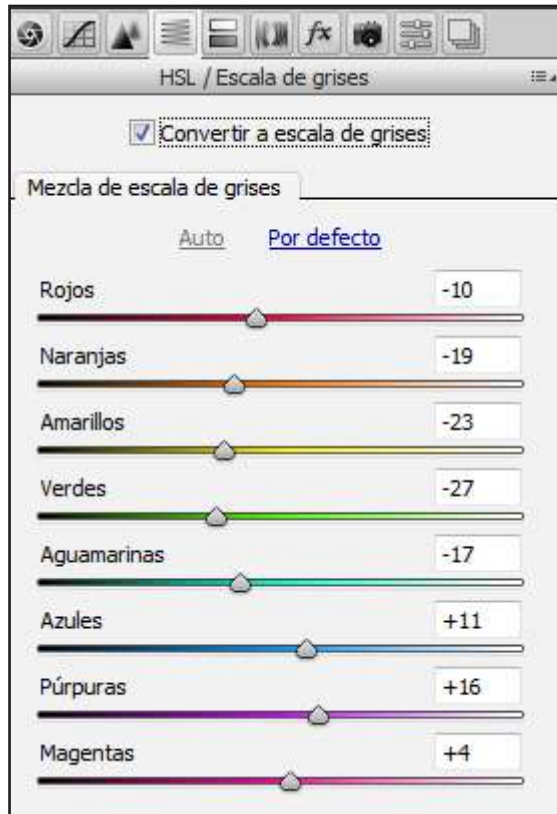 fx
HSL / Escala de grises
Convertir a escala de grises
Mezcla de escala de grises
Auto Por defecto
Rojos -10
Naranjas -19
Amarillos -23
Verdes -27
Aguamarinas -17
Azules +11
Púrpuras +16
Magentas +4